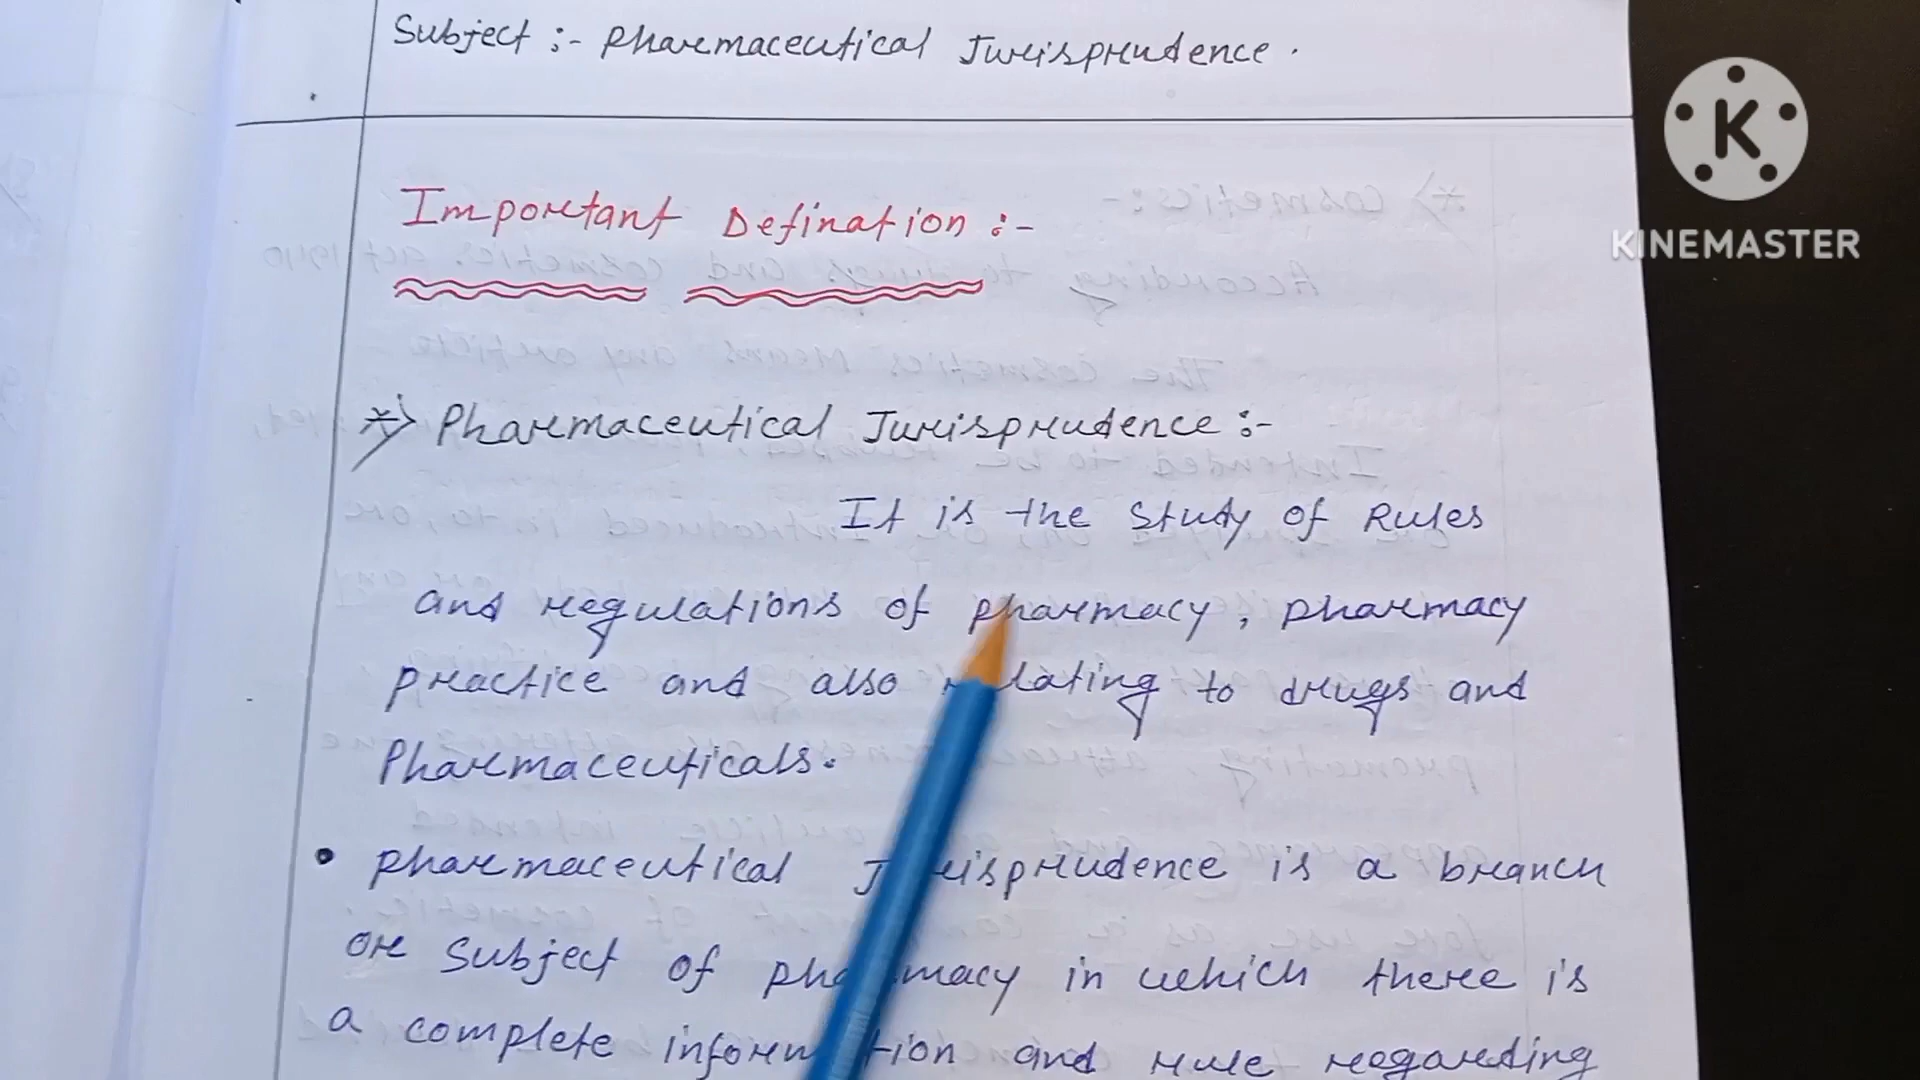 Subject :- Pharmaceutical Jurisprudence.
KINEMASTER
Important Defination :-
*> Pharmaceutical Jurisprudence :-
It is the study of Rules
and regulations of pharmacy, pharmacy
practice and also relating to drugs and
Pharmaceuticals.
• pharmaceutical Jurisprudence is a branch
or subject of pharmacy in which there is
a complete information and rule regarding